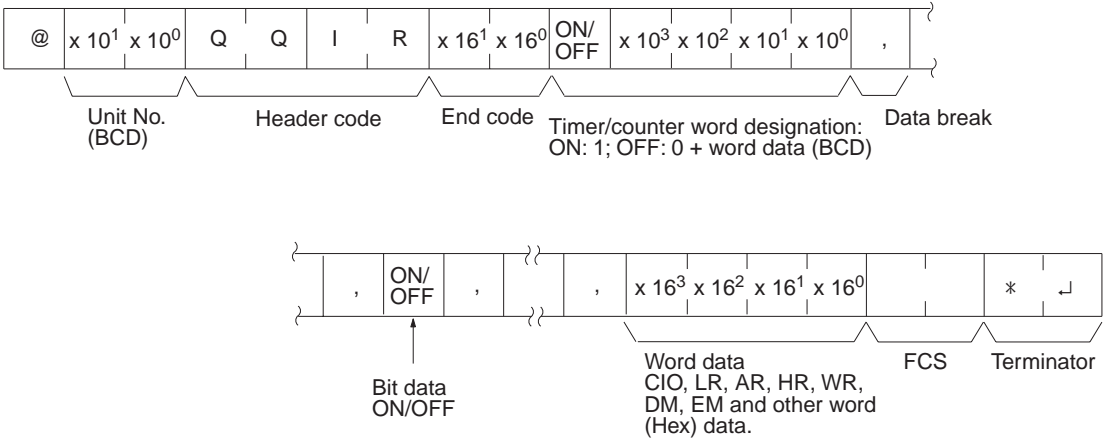 @ x 10¹ x 10⁰ Q Q I R x 16¹ x 16⁰ ON/OFF x 10³ x 10² x 10¹ x 10⁰ ,
Unit No. (BCD)
Header code
End code
Timer/counter word designation:
ON: 1; OFF: 0 + word data (BCD)
Data break
, ON/OFF , , x 16³ x 16² x 16¹ x 16⁰ * ↵
Bit data
ON/OFF
Word data
CIO, LR, AR, HR, WR,
DM, EM and other word
(Hex) data.
FCS
Terminator